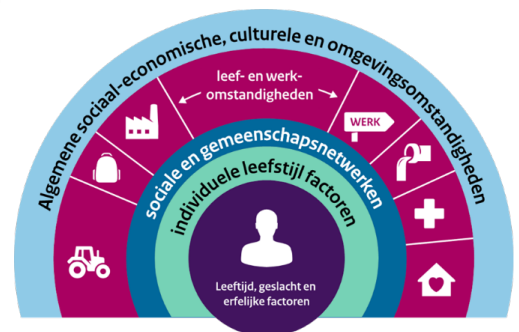 Algemene sociaal-economische, culturele en omgevingsomstandigheden
leef- en werk-
omstandigheden
WERK
sociale en gemeenschapsnetwerken
individuele leefstijl factoren
Leeftijd, geslacht en
erfelijke factoren